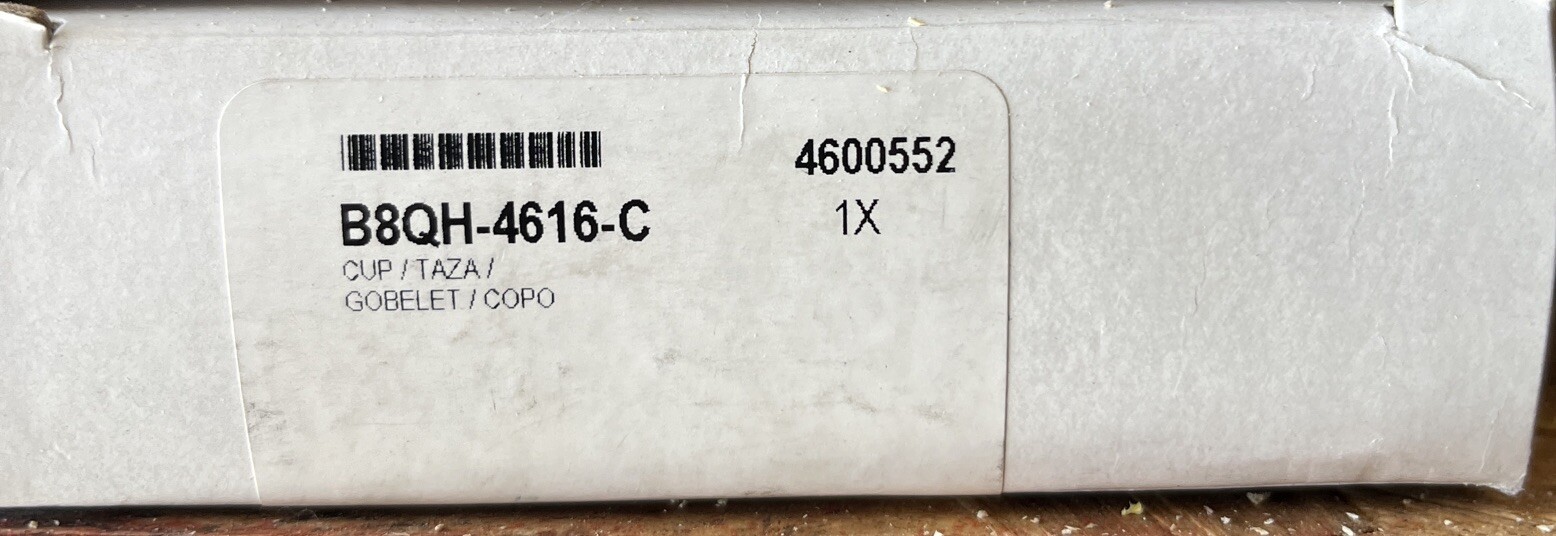 B8QH-4616-C
CUP / TAZA /
GOBELET / COPO
4600552
1X